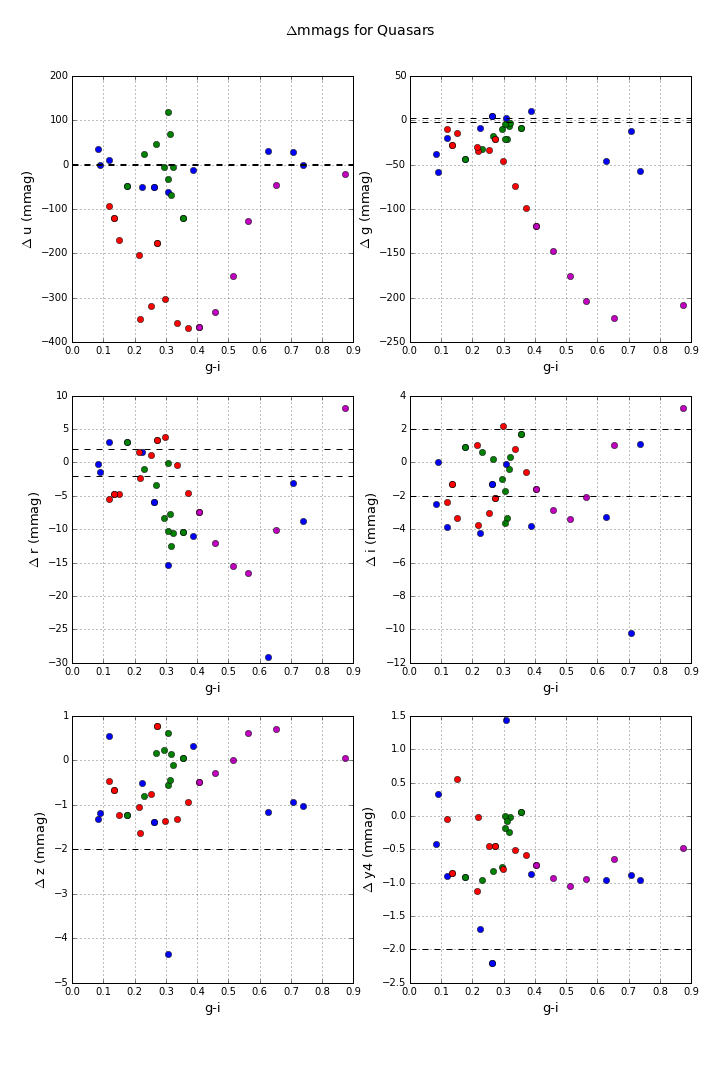 Δmmags for Quasars
200
100
0
−100
−200
−300
−400
Δ u (mmag)
0.0 0.1 0.2 0.3 0.4 0.5 0.6 0.7 0.8 0.9
g-i
50
0
−50
−100
−150
−200
−250
Δ g (mmag)
0.0 0.1 0.2 0.3 0.4 0.5 0.6 0.7 0.8 0.9
g-i
10
5
0
−5
−10
−15
−20
−25
−30
Δ r (mmag)
0.0 0.1 0.2 0.3 0.4 0.5 0.6 0.7 0.8 0.9
g-i
4
2
0
−2
−4
−6
−8
−10
−12
Δ i (mmag)
0.0 0.1 0.2 0.3 0.4 0.5 0.6 0.7 0.8 0.9
g-i
1
0
−1
−2
−3
−4
−5
Δ z (mmag)
0.0 0.1 0.2 0.3 0.4 0.5 0.6 0.7 0.8 0.9
g-i
1.5
1.0
0.5
0.0
−0.5
−1.0
−1.5
−2.0
−2.5
Δ y4 (mmag)
0.0 0.1 0.2 0.3 0.4 0.5 0.6 0.7 0.8 0.9
g-i